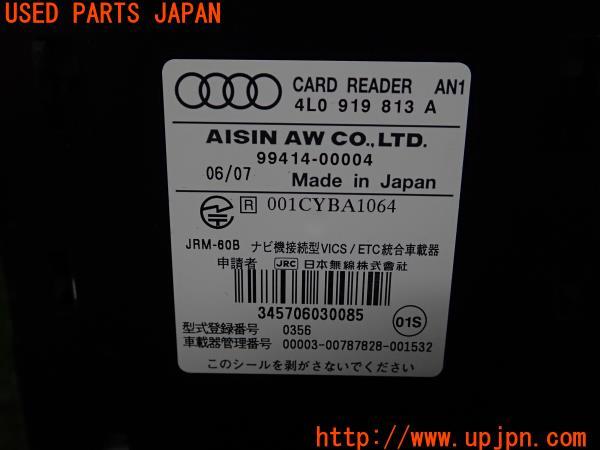 USED PARTS JAPAN
CARD READER AN1
4L0 919 813 A
AISIN AW CO.,LTD.
99414-00004
06/07 Made in Japan
R 001CYBA1064
JRM-60B ナビ機接続型VICS/ETC統合車載器
申請者 JRC 日本無線株式會社
345706030085
01S
型式登録番号 0356
車載器管理番号 00003-00787828-001532
このシールを剥がさないでください
http://www.upjpn.com